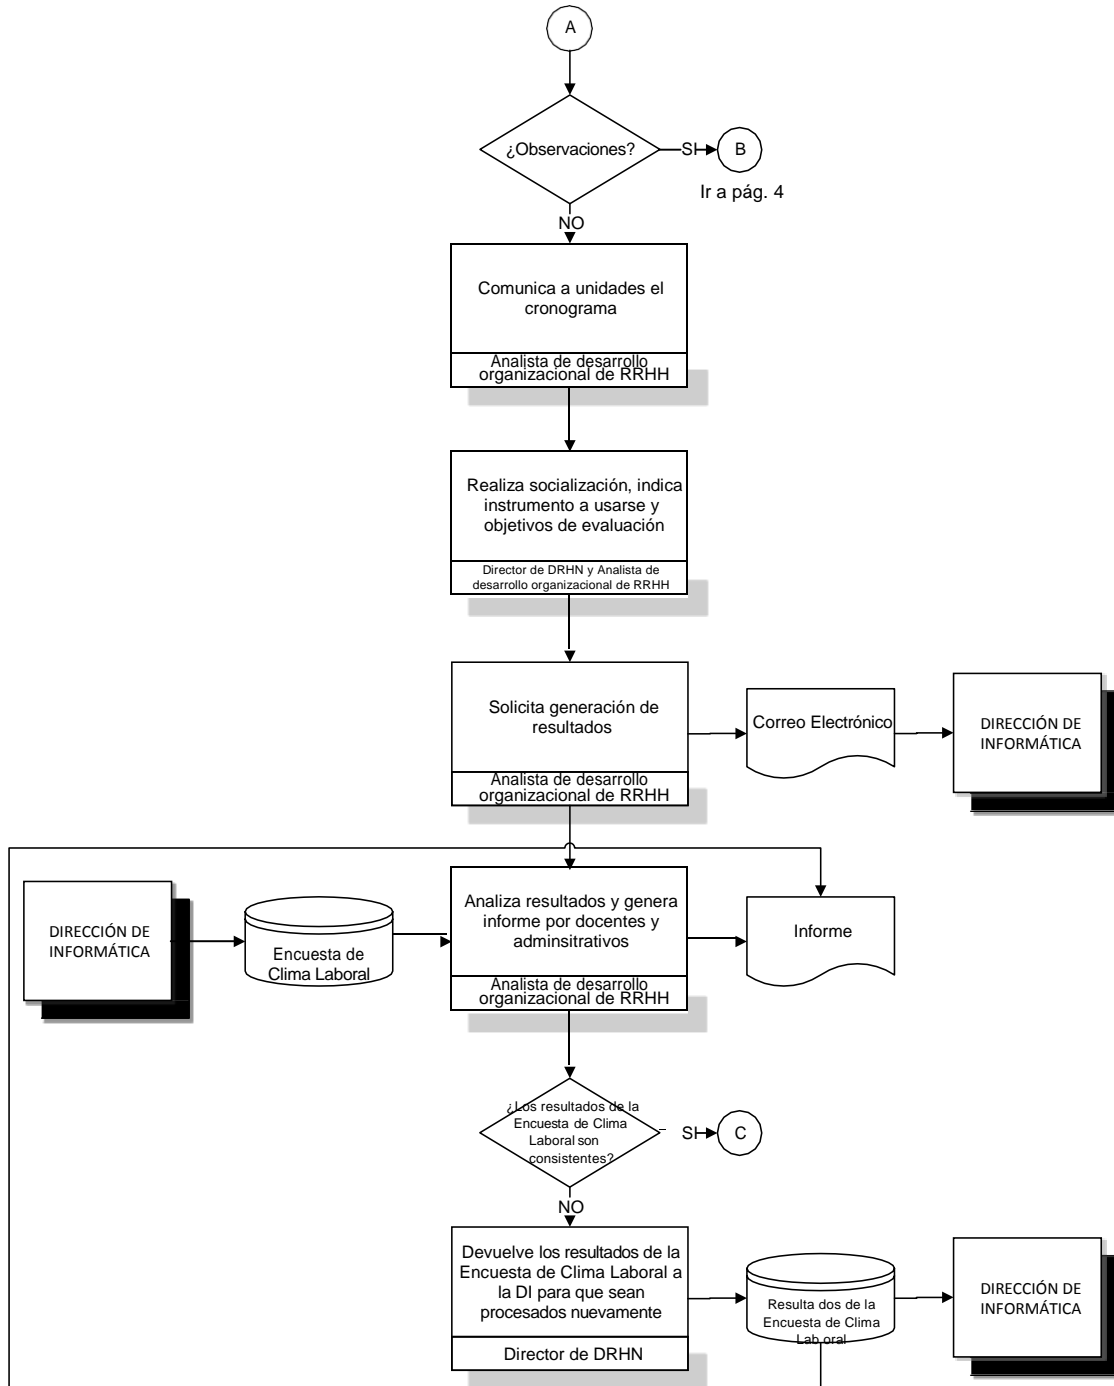 A
¿Observaciones?
SI
B
Ir a pág. 4
NO
Comunica a unidades el
cronograma
Analista de desarrollo
organizacional de RRHH
Realiza socialización, indica
instrumento a usarse y
objetivos de evaluación
Director de DRHN y Analista de
desarrollo organizacional de RRHH
Solicita generación de
resultados
Analista de desarrollo
organizacional de RRHH
Correo Electrónico
DIRECCIÓN DE
INFORMÁTICA
DIRECCIÓN DE
INFORMÁTICA
Encuesta de
Clima Laboral
Analiza resultados y genera
informe por docentes y
adminsitrativos
Analista de desarrollo
organizacional de RRHH
Informe
¿Los resultados de la
Encuesta de Clima
Laboral son
consistentes?
SI
C
NO
Devuelve los resultados de la
Encuesta de Clima Laboral a
la DI para que sean
procesados nuevamente
Director de DRHN
Resulta dos de la
Encuesta de Clima
Lab oral
DIRECCIÓN DE
INFORMÁTICA